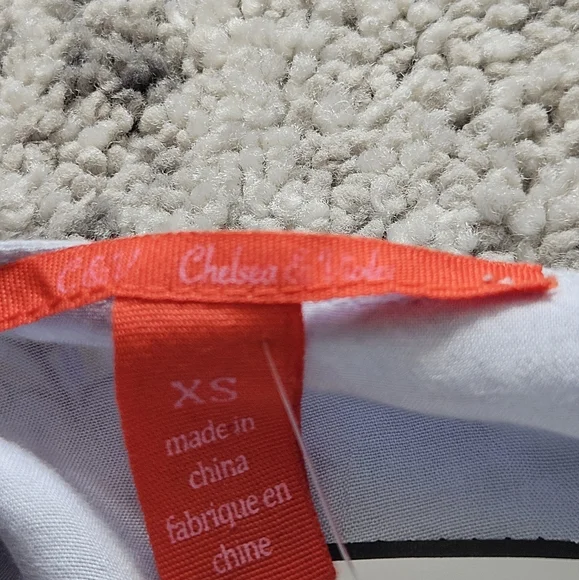 C&V Chelsea & Violet
XS
made in
china
fabrique en
chine